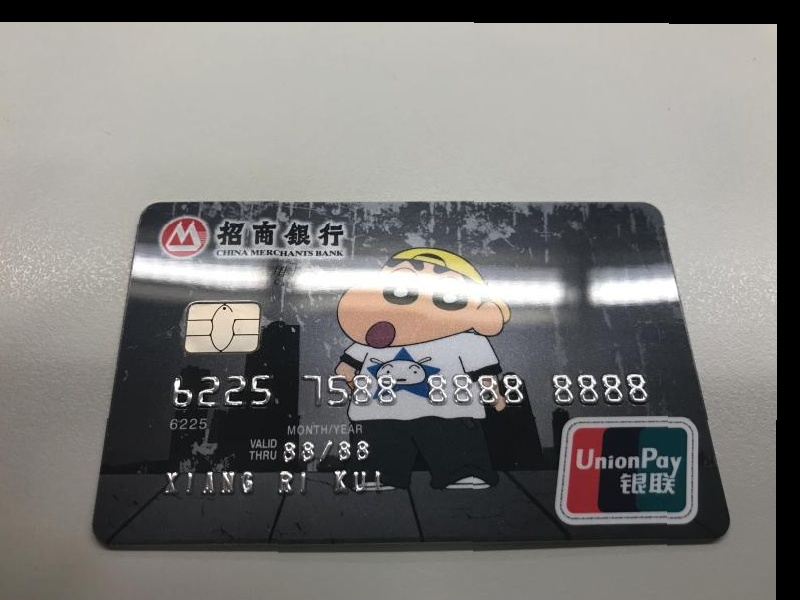 招商銀行
CHINA MERCHANTS BANK
6225 7588 8888 8888
6225
MONTH/YEAR
VALID THRU 88/88
XIANG RI KUI
UnionPay
银联